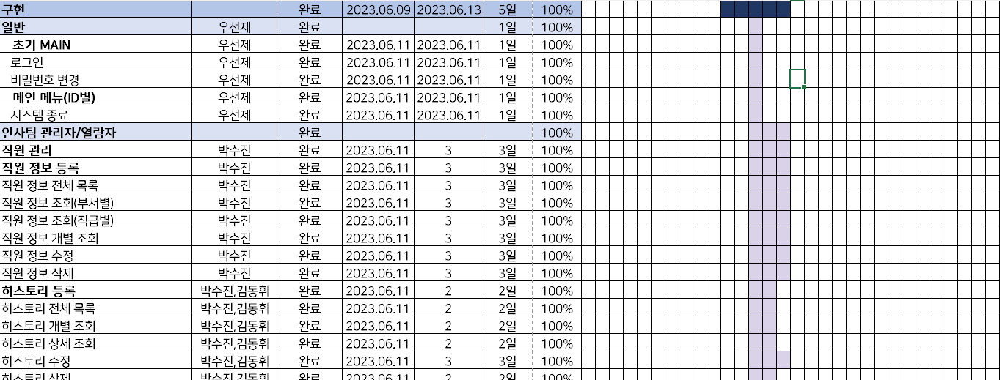 구현 완료 2023.06.09 2023.06.13 5일 100%
일반 우선제 완료 1일 100%
초기 MAIN 우선제 완료 2023.06.11 2023.06.11 1일 100%
로그인 우선제 완료 2023.06.11 2023.06.11 1일 100%
비밀번호 변경 우선제 완료 2023.06.11 2023.06.11 1일 100%
메인 메뉴(ID별) 우선제 완료 2023.06.11 2023.06.11 1일 100%
시스템 종료 우선제 완료 2023.06.11 2023.06.11 1일 100%
인사팀 관리자/열람자 완료 100%
직원 관리 박수진 완료 2023.06.11 3 3일 100%
직원 정보 등록 박수진 완료 2023.06.11 3 3일 100%
직원 정보 전체 목록 박수진 완료 2023.06.11 3 3일 100%
직원 정보 조회(부서별) 박수진 완료 2023.06.11 3 3일 100%
직원 정보 조회(직급별) 박수진 완료 2023.06.11 3 3일 100%
직원 정보 개별 조회 박수진 완료 2023.06.11 3 3일 100%
직원 정보 수정 박수진 완료 2023.06.11 3 3일 100%
직원 정보 삭제 박수진 완료 2023.06.11 3 3일 100%
히스토리 등록 박수진,김동휘 완료 2023.06.11 2 2일 100%
히스토리 전체 목록 박수진,김동휘 완료 2023.06.11 2 2일 100%
히스토리 개별 조회 박수진,김동휘 완료 2023.06.11 2 2일 100%
히스토리 상세 조회 박수진,김동휘 완료 2023.06.11 2 2일 100%
히스토리 수정 박수진,김동휘 완료 2023.06.11 3 3일 100%
히스토리 삭제 박수진,김동휘 완료 2023.06.11 2 2일 100%